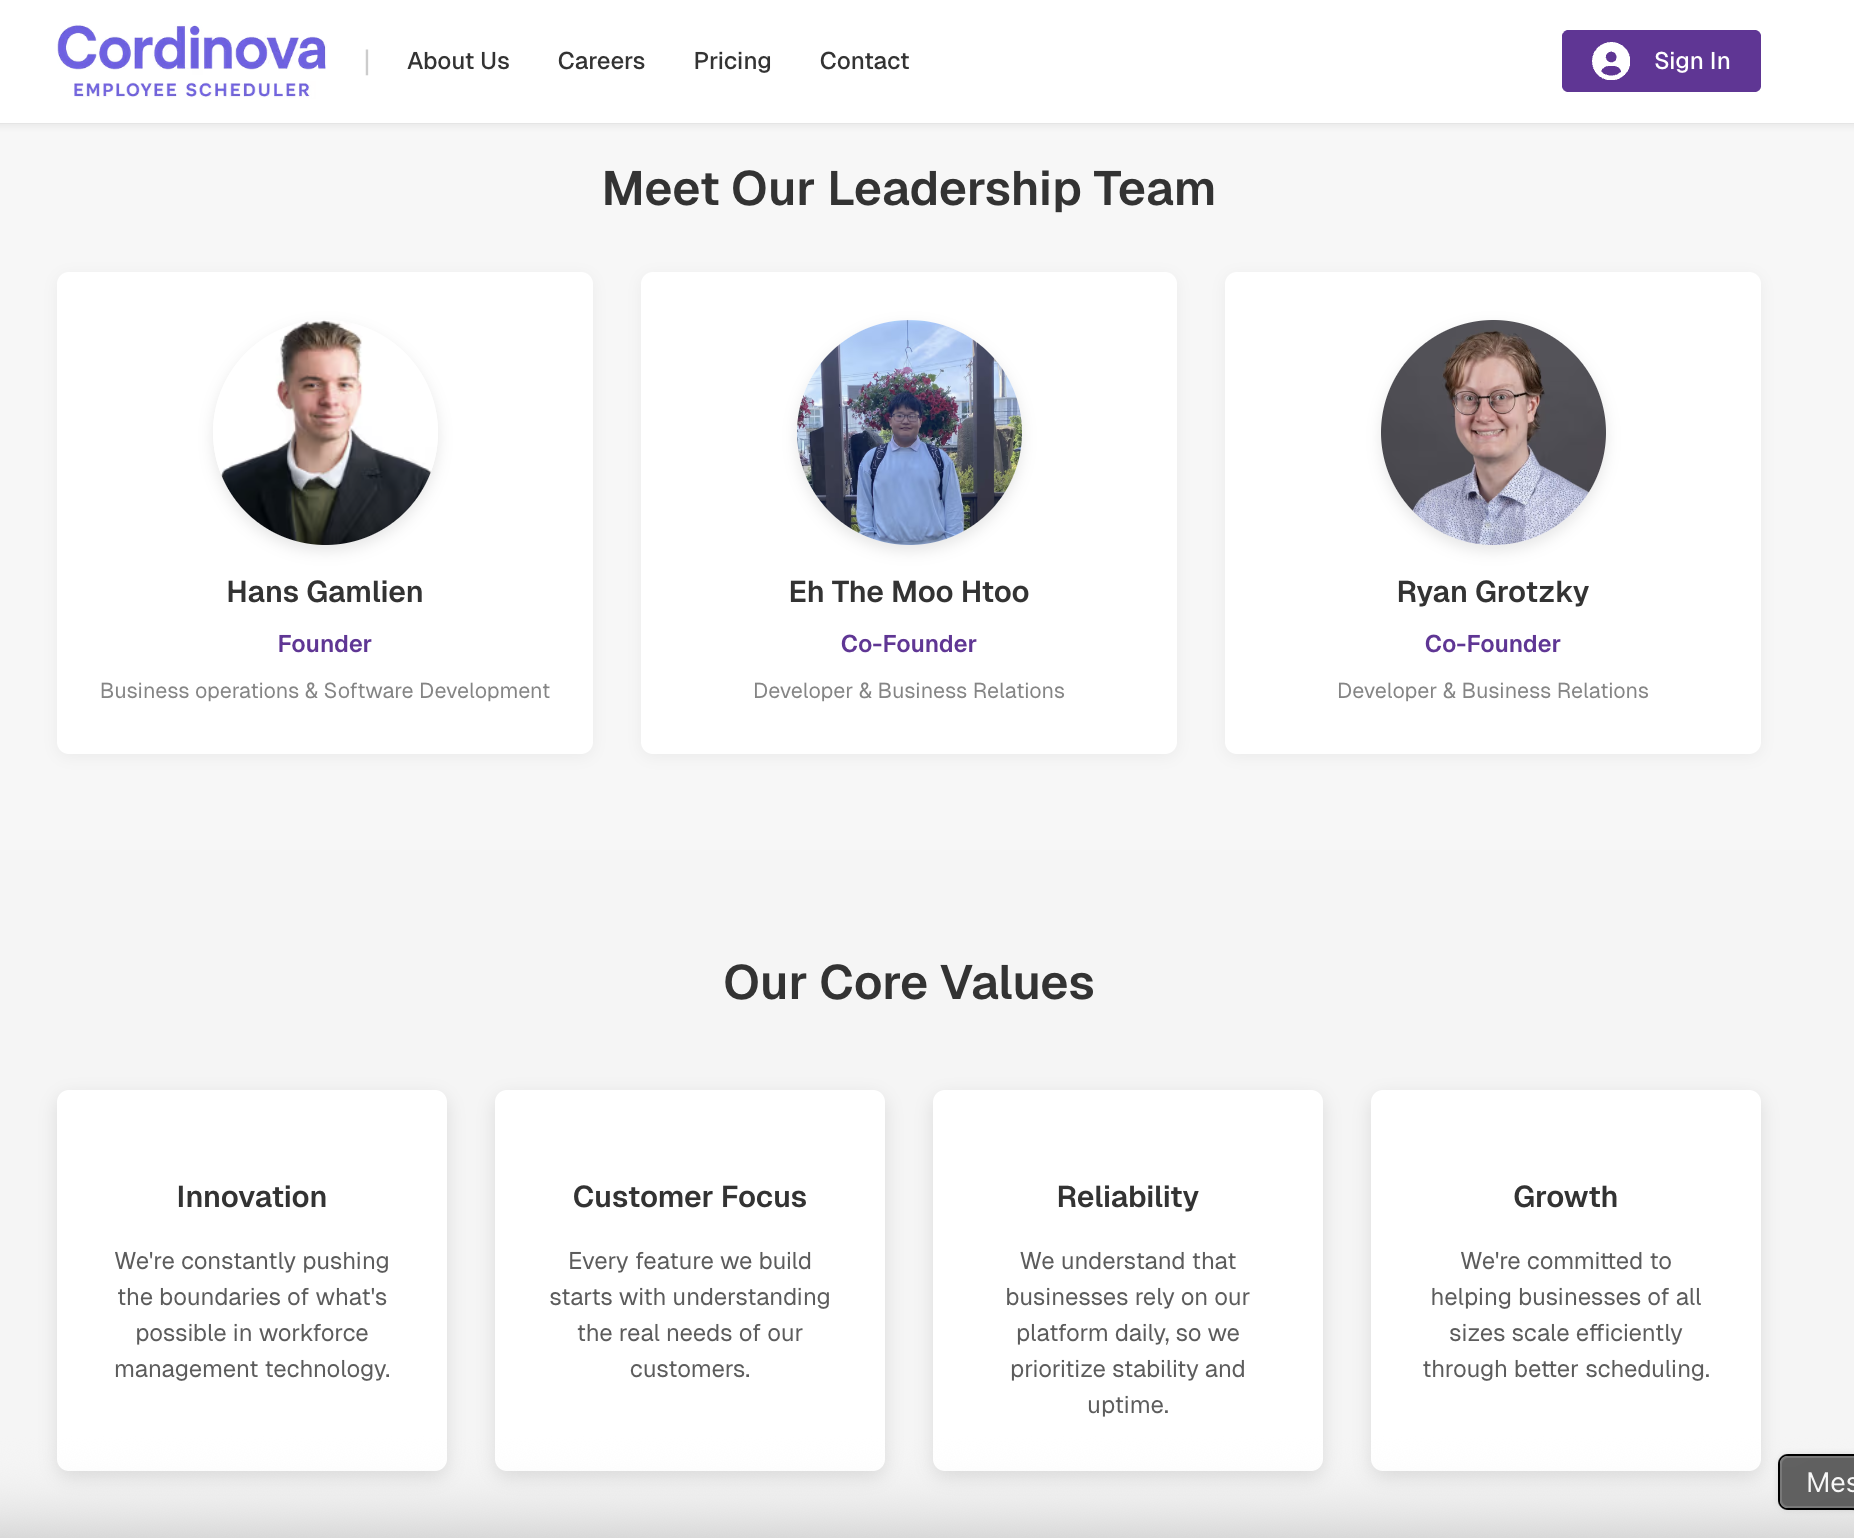 Cordinova
EMPLOYEE SCHEDULER
|
About Us
Careers
Pricing
Contact
Sign In
Meet Our Leadership Team
Hans Gamlien
Founder
Business operations & Software Development
Eh The Moo Htoo
Co-Founder
Developer & Business Relations
Ryan Grotzky
Co-Founder
Developer & Business Relations
Our Core Values
Innovation
We're constantly pushing
the boundaries of what's
possible in workforce
management technology.
Customer Focus
Every feature we build
starts with understanding
the real needs of our
customers.
Reliability
We understand that
businesses rely on our
platform daily, so we
prioritize stability and
uptime.
Growth
We're committed to
helping businesses of all
sizes scale efficiently
through better scheduling.